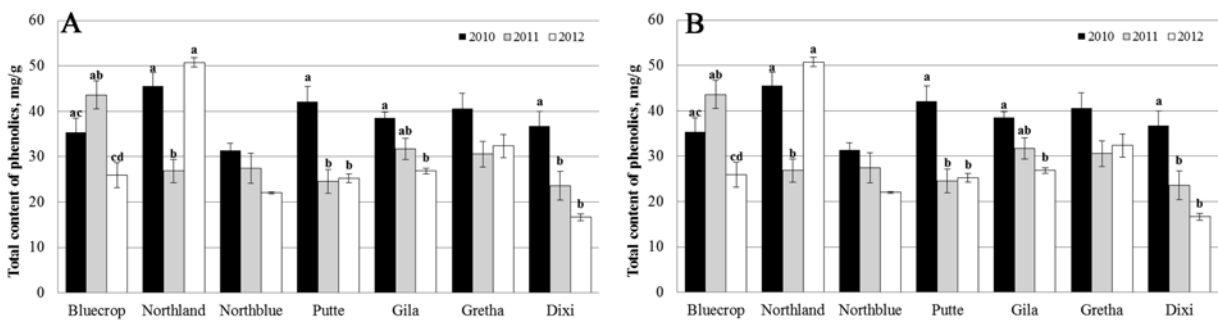 A
Total content of phenolics, mg/g
60
50
40
30
20
10
0
2010 2011 2012
ac ab cd
a b a
a b b
a ab b
a b b
Bluecrop Northland Northblue Putte Gila Gretha Dixi
B
Total content of phenolics, mg/g
60
50
40
30
20
10
0
2010 2011 2012
ac ab cd
a b a
a b b
a ab b
a b b
Bluecrop Northland Northblue Putte Gila Gretha Dixi